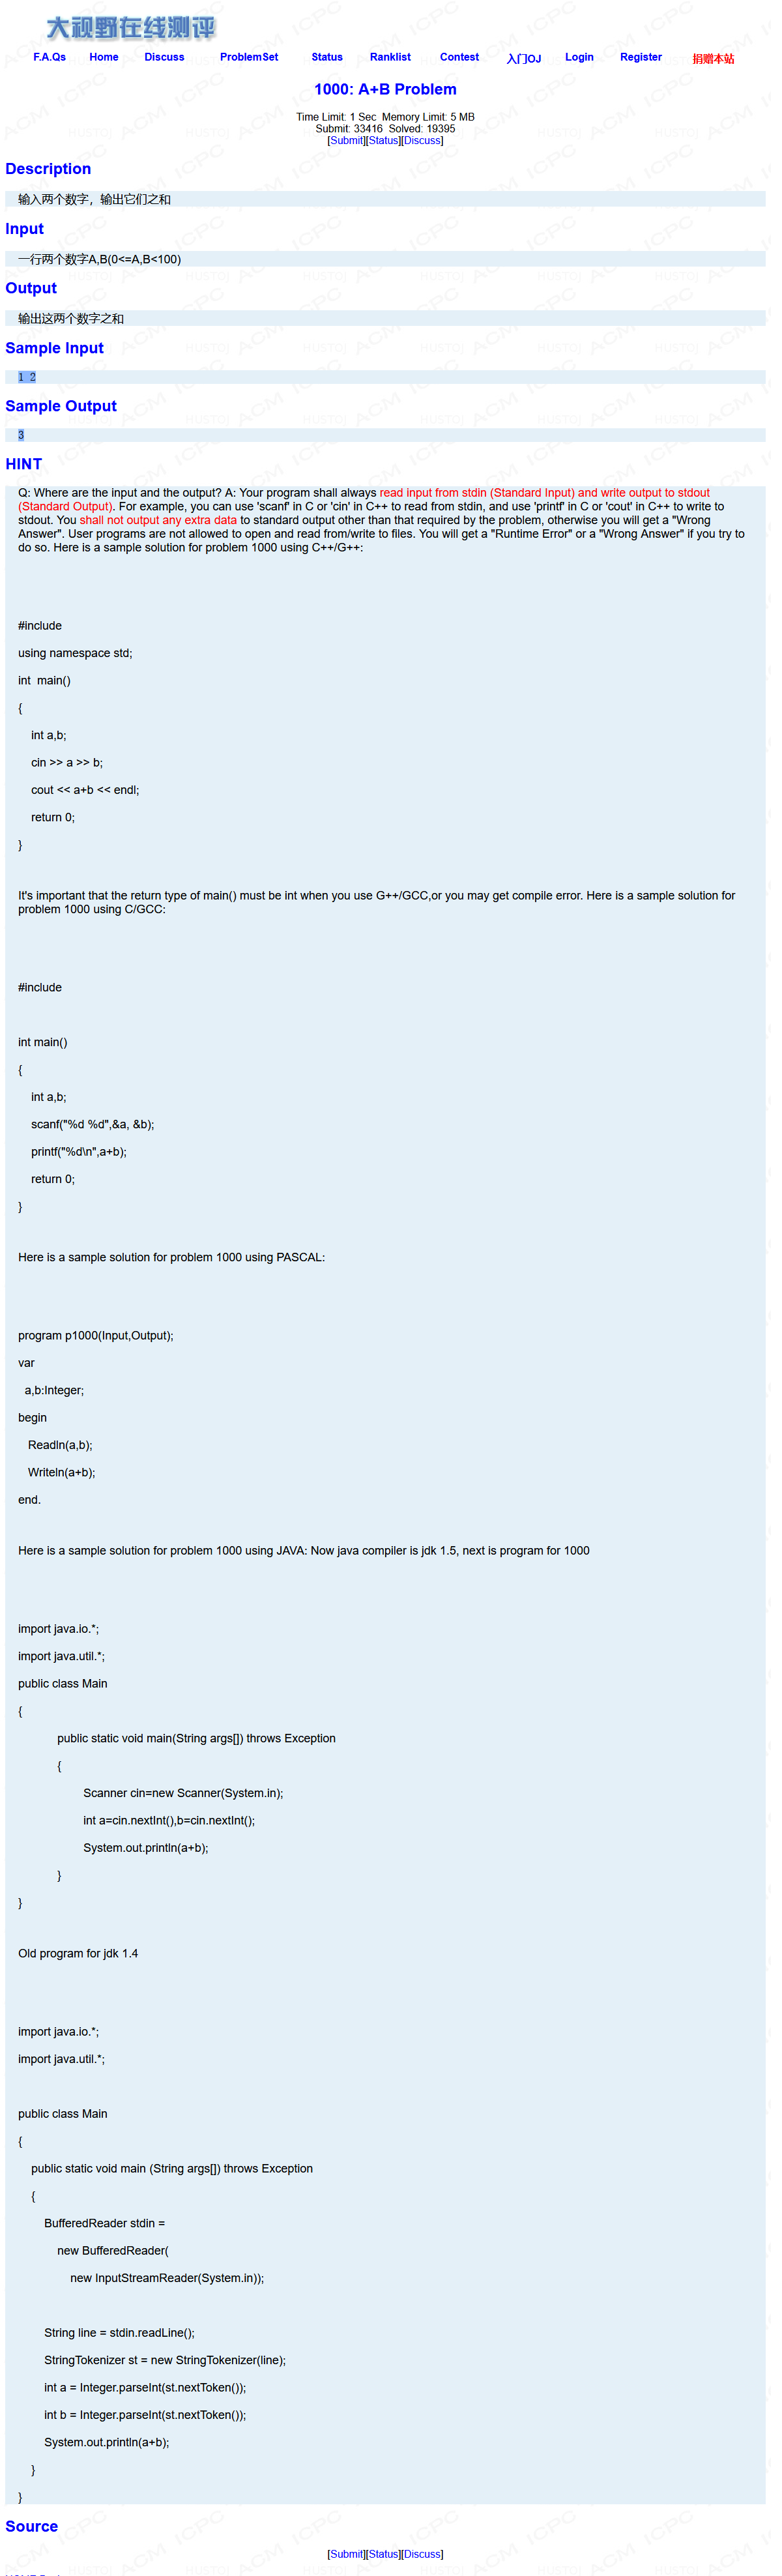 大视野在线测评
F.A.Qs Home Discuss ProblemSet Status Ranklist Contest 入门OJ Login Register 捐赠本站
1000: A+B Problem
Time Limit: 1 Sec  Memory Limit: 5 MB
Submit: 33416  Solved: 19395
[Submit][Status][Discuss]
Description
输入两个数字，输出它们之和
Input
一行两个数字A,B(0<=A,B<100)
Output
输出这两个数字之和
Sample Input
1 2
Sample Output
3
HINT
Q: Where are the input and the output? A: Your program shall always read input from stdin (Standard Input) and write output to stdout
(Standard Output). For example, you can use 'scanf' in C or 'cin' in C++ to read from stdin, and use 'printf' in C or 'cout' in C++ to write to
stdout. You shall not output any extra data to standard output other than that required by the problem, otherwise you will get a "Wrong
Answer". User programs are not allowed to open and read from/write to files. You will get a "Runtime Error" or a "Wrong Answer" if you try to
do so. Here is a sample solution for problem 1000 using C++/G++:
#include
using namespace std;
int  main()
{
int a,b;
cin >> a >> b;
cout << a+b << endl;
return 0;
}
It's important that the return type of main() must be int when you use G++/GCC,or you may get compile error. Here is a sample solution for
problem 1000 using C/GCC:
#include
int main()
{
int a,b;
scanf("%d %d",&a, &b);
printf("%d\n",a+b);
return 0;
}
Here is a sample solution for problem 1000 using PASCAL:
program p1000(Input,Output);
var
a,b:Integer;
begin
Readln(a,b);
Writeln(a+b);
end.
Here is a sample solution for problem 1000 using JAVA: Now java compiler is jdk 1.5, next is program for 1000
import java.io.*;
import java.util.*;
public class Main
{
public static void main(String args[]) throws Exception
{
Scanner cin=new Scanner(System.in);
int a=cin.nextInt(),b=cin.nextInt();
System.out.println(a+b);
}
}
Old program for jdk 1.4
import java.io.*;
import java.util.*;
public class Main
{
public static void main (String args[]) throws Exception
{
BufferedReader stdin =
new BufferedReader(
new InputStreamReader(System.in));
String line = stdin.readLine();
StringTokenizer st = new StringTokenizer(line);
int a = Integer.parseInt(st.nextToken());
int b = Integer.parseInt(st.nextToken());
System.out.println(a+b);
}
}
Source
[Submit][Status][Discuss]